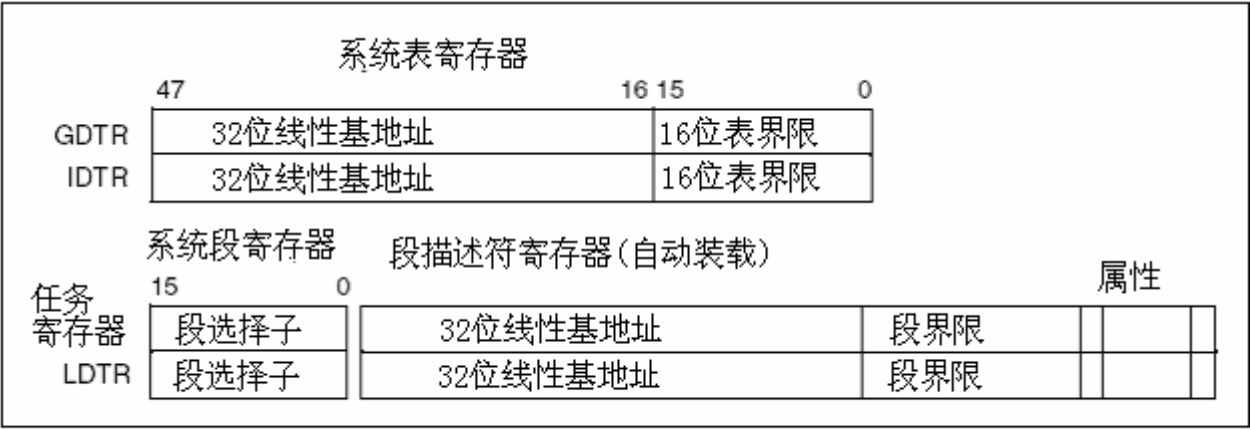 系统表寄存器
47 16 15 0
GDTR 32位线性基地址 16位表界限
IDTR 32位线性基地址 16位表界限
系统段寄存器 段描述符寄存器(自动装载)
15 0 属性
任务
寄存器 段选择子 32位线性基地址 段界限
LDTR 段选择子 32位线性基地址 段界限